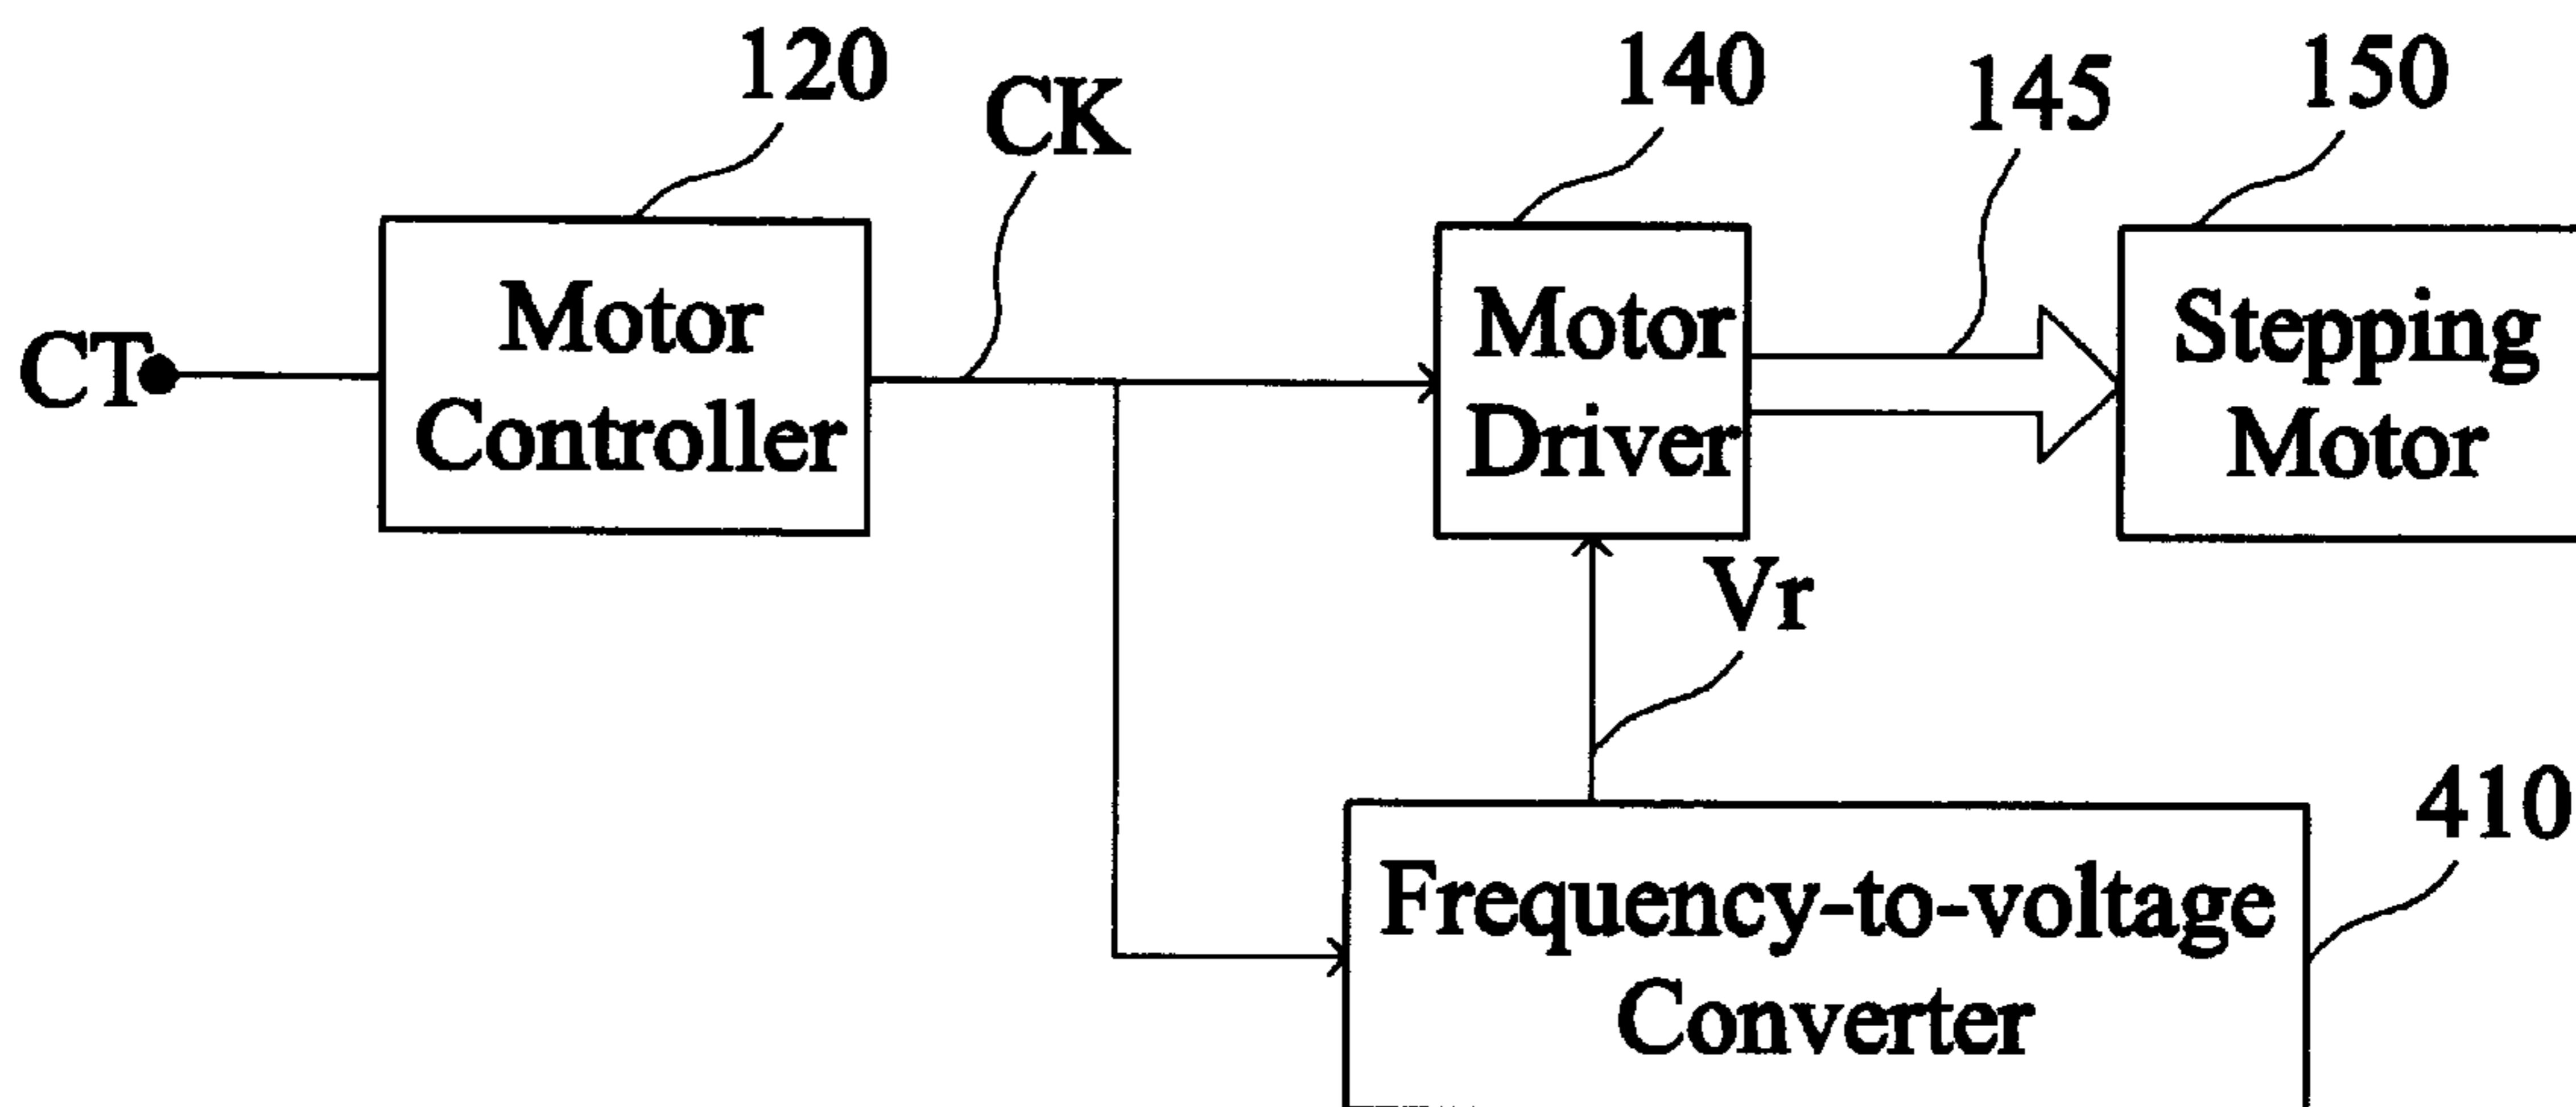 120
CK
140
145
150
CT
Motor
Controller
Motor
Driver
Stepping
Motor
Vr
410
Frequency-to-voltage
Converter